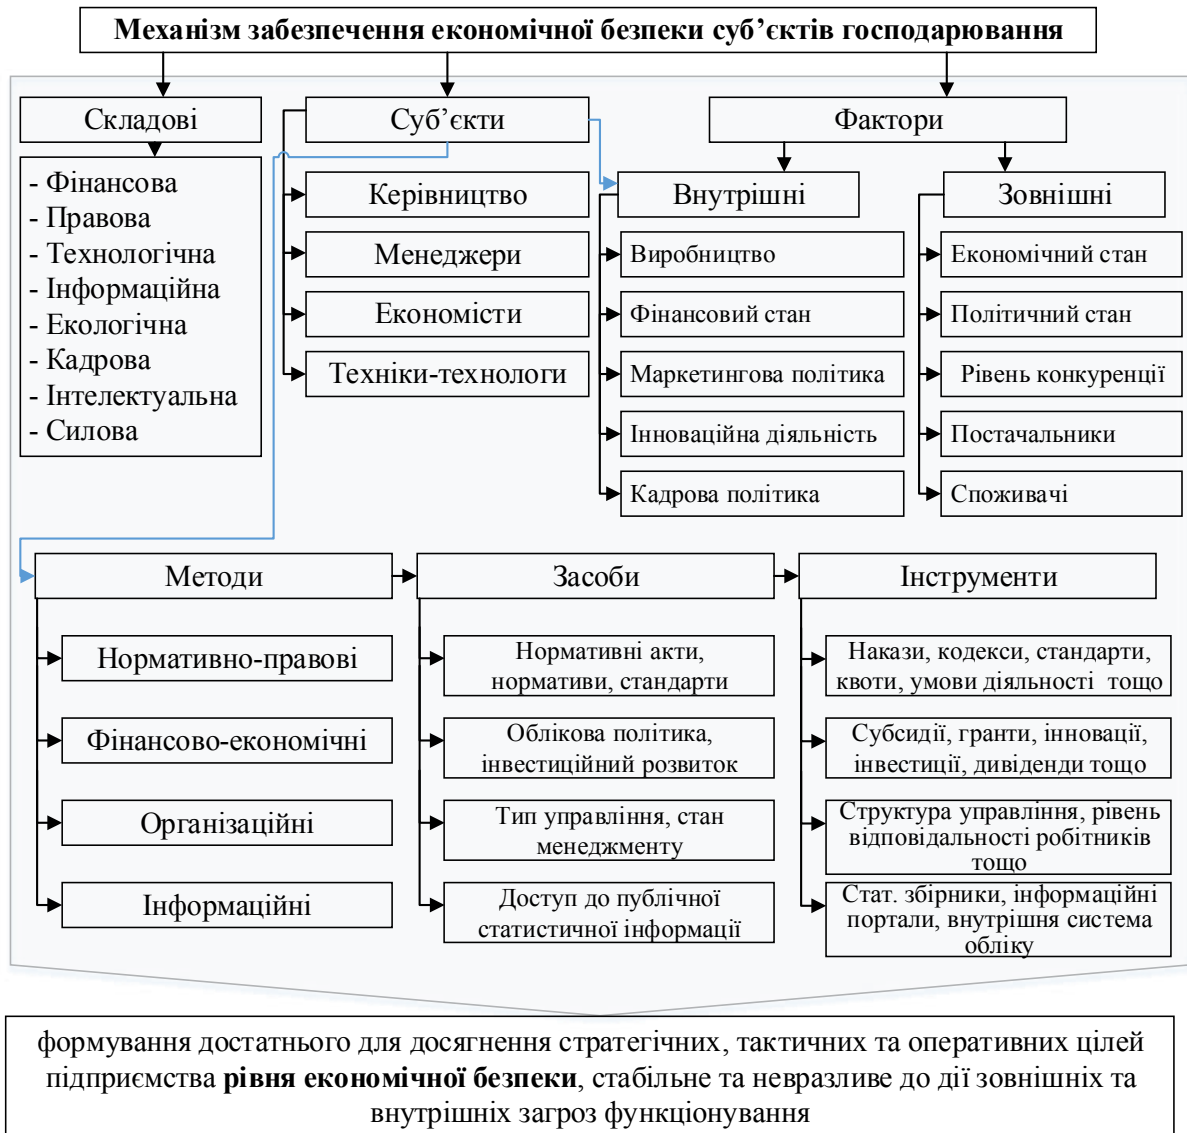 Механізм забезпечення економічної безпеки суб’єктів господарювання
Складові
- Фінансова
- Правова
- Технологічна
- Інформаційна
- Екологічна
- Кадрова
- Інтелектуальна
- Силова
Суб’єкти
Керівництво
Менеджери
Економісти
Техніки-технологи
Фактори
Внутрішні
Виробництво
Фінансовий стан
Маркетингова політика
Інноваційна діяльність
Кадрова політика
Зовнішні
Економічний стан
Політичний стан
Рівень конкуренції
Постачальники
Споживачі
Методи
Нормативно-правові
Фінансово-економічні
Організаційні
Інформаційні
Засоби
Нормативні акти,
нормативи, стандарти
Облікова політика,
інвестиційний розвиток
Тип управління, стан
менеджменту
Доступ до публічної
статистичної інформації
Інструменти
Накази, кодекси, стандарти,
квоти, умови діяльності тощо
Субсидії, гранти, інновації,
інвестиції, дивіденди тощо
Структура управління, рівень
відповідальності робітників
тощо
Стат. збірники, інформаційні
портали, внутрішня система
обліку
формування достатнього для досягнення стратегічних, тактичних та оперативних цілей
підприємства рівня економічної безпеки, стабільне та невразливе до дії зовнішніх та
внутрішніх загроз функціонування